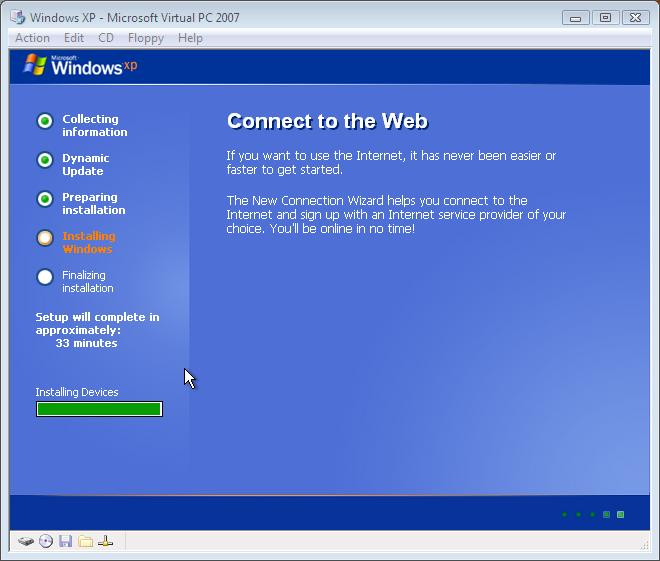 Windows XP - Microsoft Virtual PC 2007
Action Edit CD Floppy Help
Microsoft
Windows xp
Collecting
information
Dynamic
Update
Preparing
installation
Installing
Windows
Finalizing
installation
Setup will complete in
approximately:
33 minutes
Installing Devices
Connect to the Web
If you want to use the Internet, it has never been easier or
faster to get started.
The New Connection Wizard helps you connect to the
Internet and sign up with an Internet service provider of your
choice. You'll be online in no time!